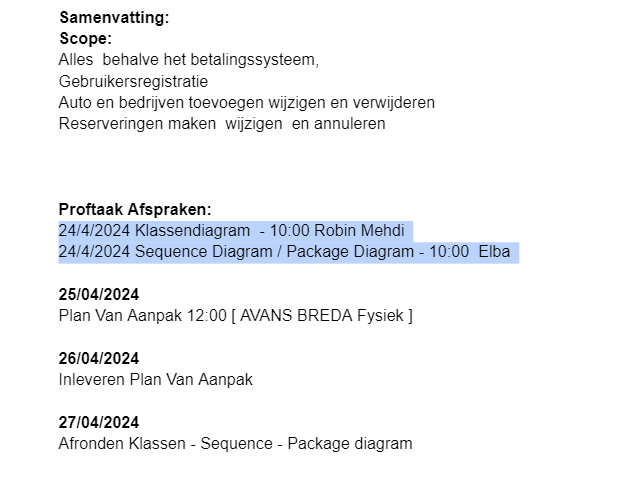 Samenvatting:
Scope:
Alles  behalve het betalingssysteem,
Gebruikersregistratie
Auto en bedrijven toevoegen wijzigen en verwijderen
Reserveringen maken  wijzigen  en annuleren
Proftaak Afspraken:
24/4/2024 Klassendiagram  - 10:00 Robin Mehdi
24/4/2024 Sequence Diagram / Package Diagram - 10:00  Elba
25/04/2024
Plan Van Aanpak 12:00 [ AVANS BREDA Fysiek ]
26/04/2024
Inleveren Plan Van Aanpak
27/04/2024
Afronden Klassen - Sequence - Package diagram